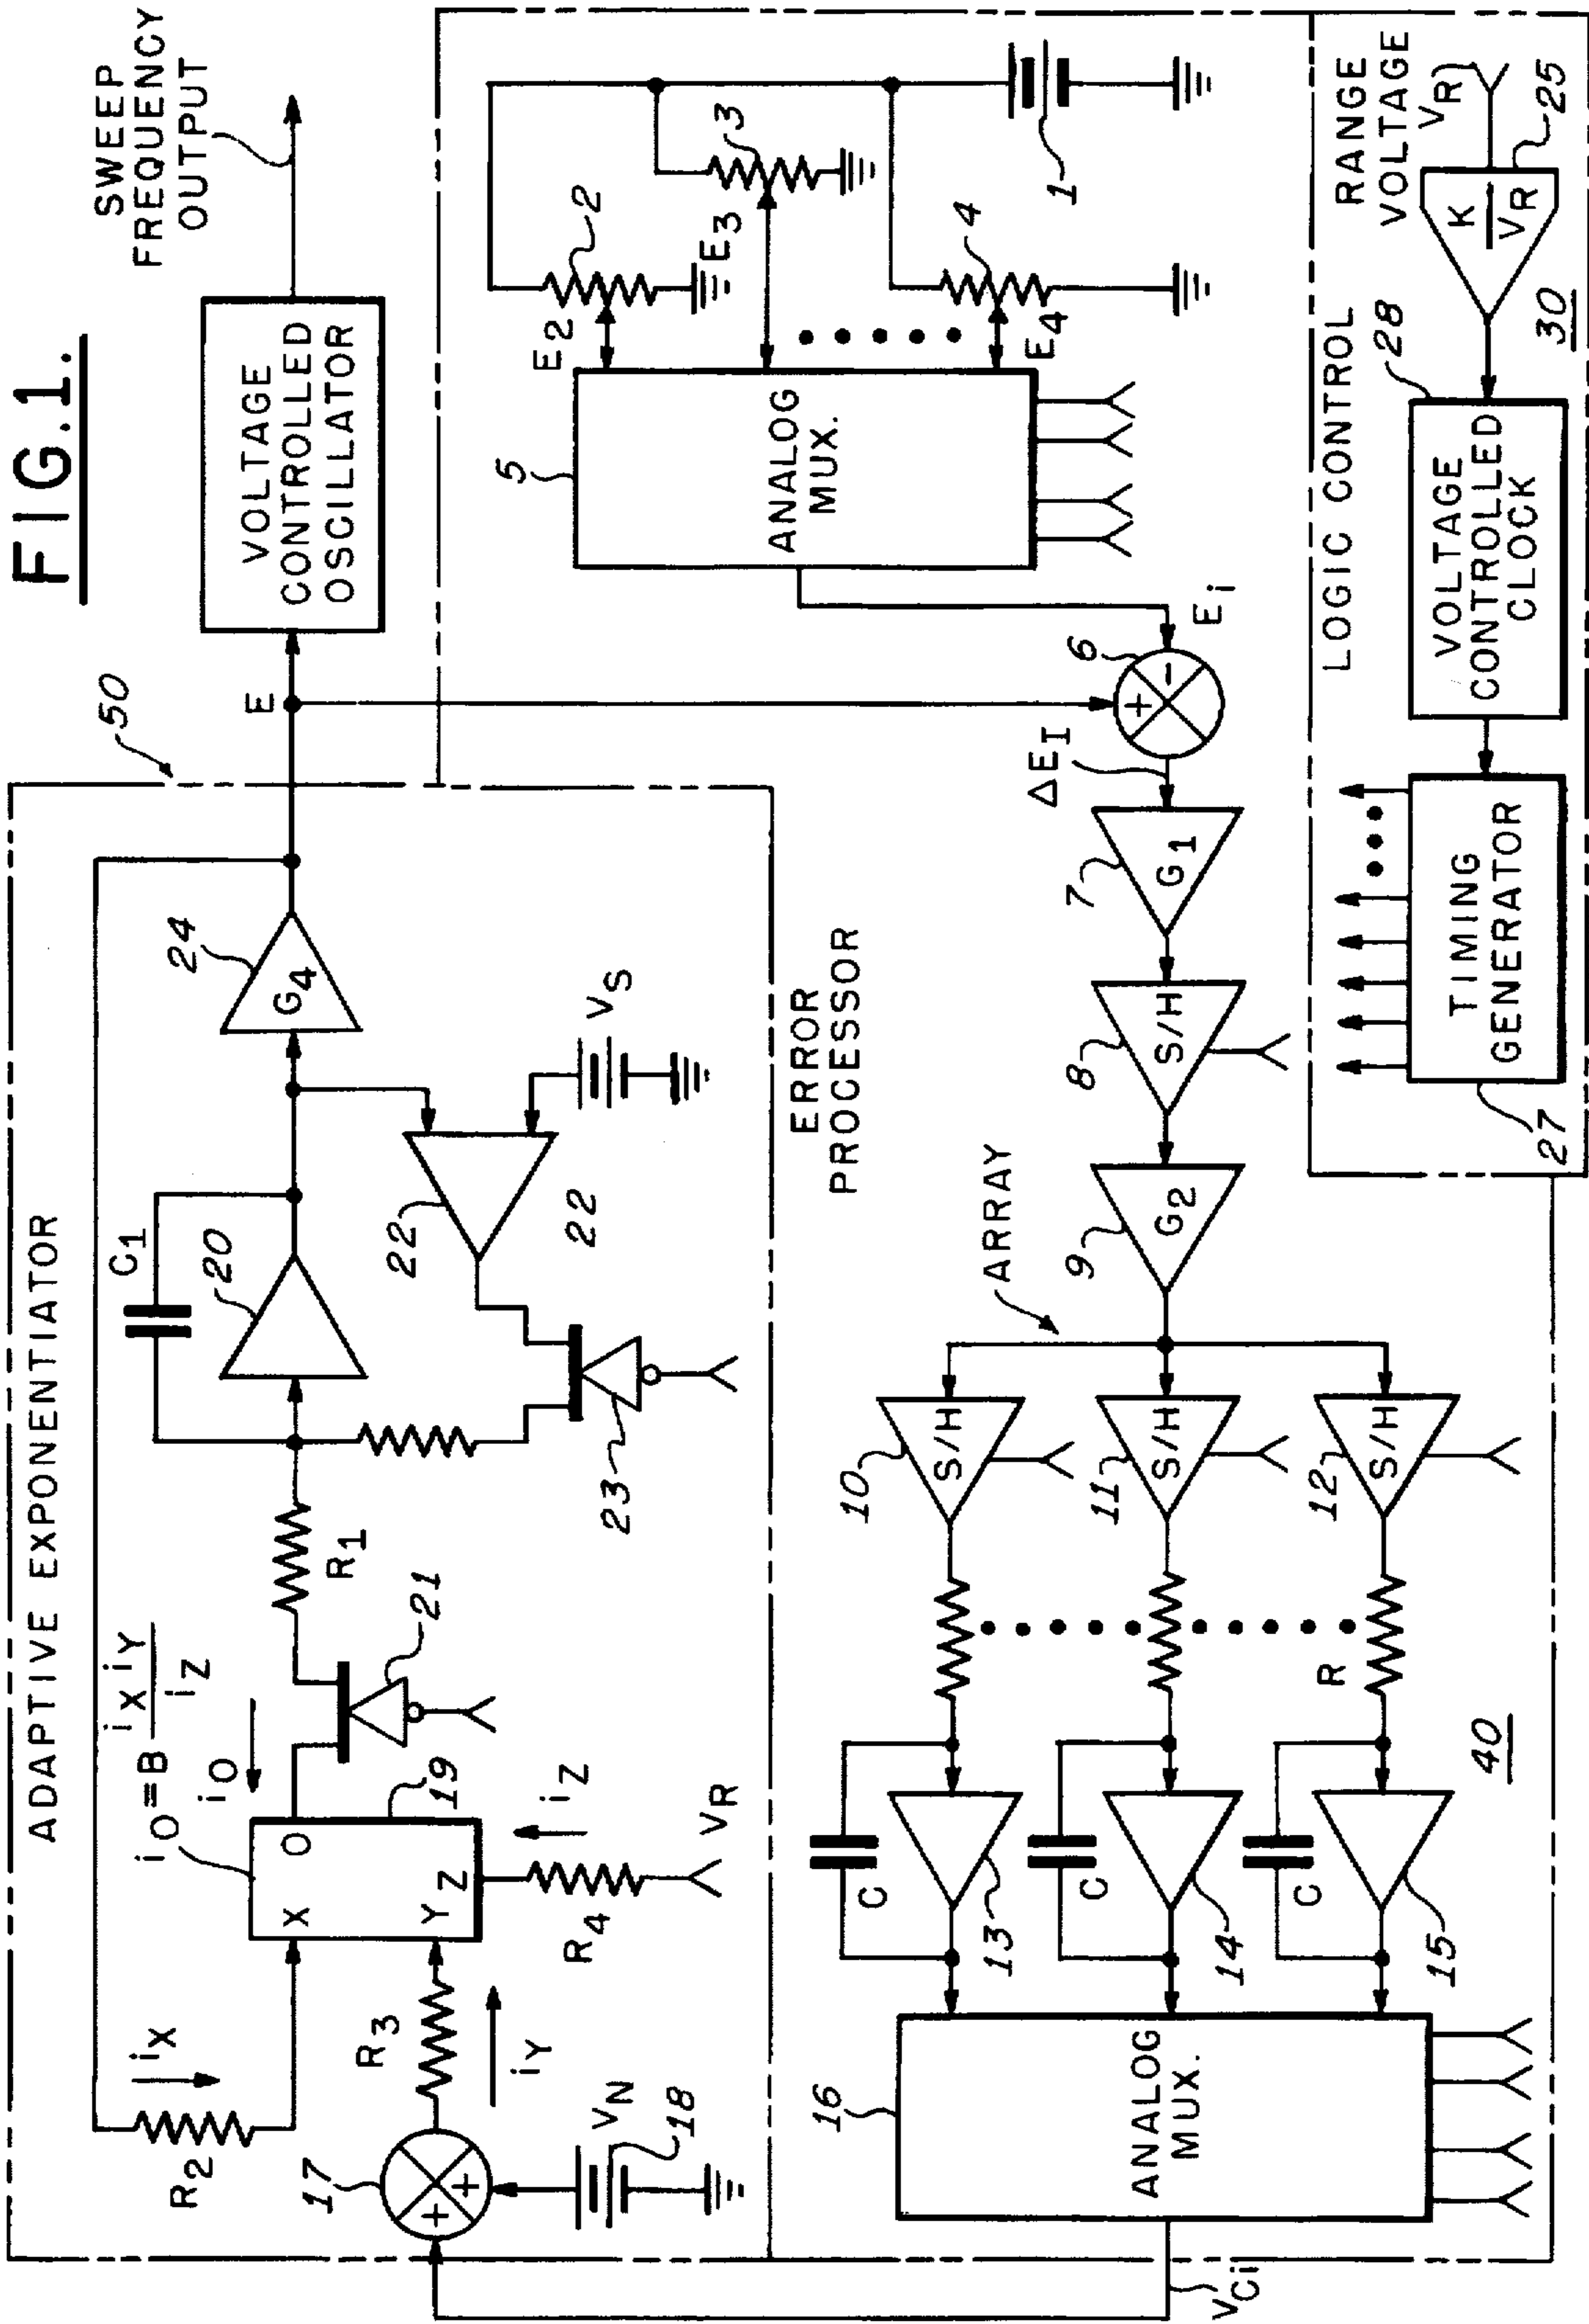 FIG.1.
ADAPTIVE EXPONENTIATOR
50
SWEEP
FREQUENCY
OUTPUT
VOLTAGE
CONTROLLED
OSCILLATOR
E
24
G4
C1
20
22
22
VS
23
R1
21
iO=B iX iY / iZ
iO
X
O
Y
Z
19
iZ
R4
VR
iX
R2
R3
iY
17
+
+
VN
18
ERROR
PROCESSOR
2
3
4
1
E2
E3
E4
5
ANALOG
MUX.
Ei
6
+
-
ΔEI
7
G1
8
S/H
9
G2
ARRAY
10
S/H
11
S/H
12
S/H
R
C
13
C
14
C
15
40
16
ANALOG
MUX.
VCi
LOGIC CONTROL
RANGE
VOLTAGE
VR
25
K
VR
30
28
VOLTAGE
CONTROLLED
CLOCK
TIMING
GENERATOR
27